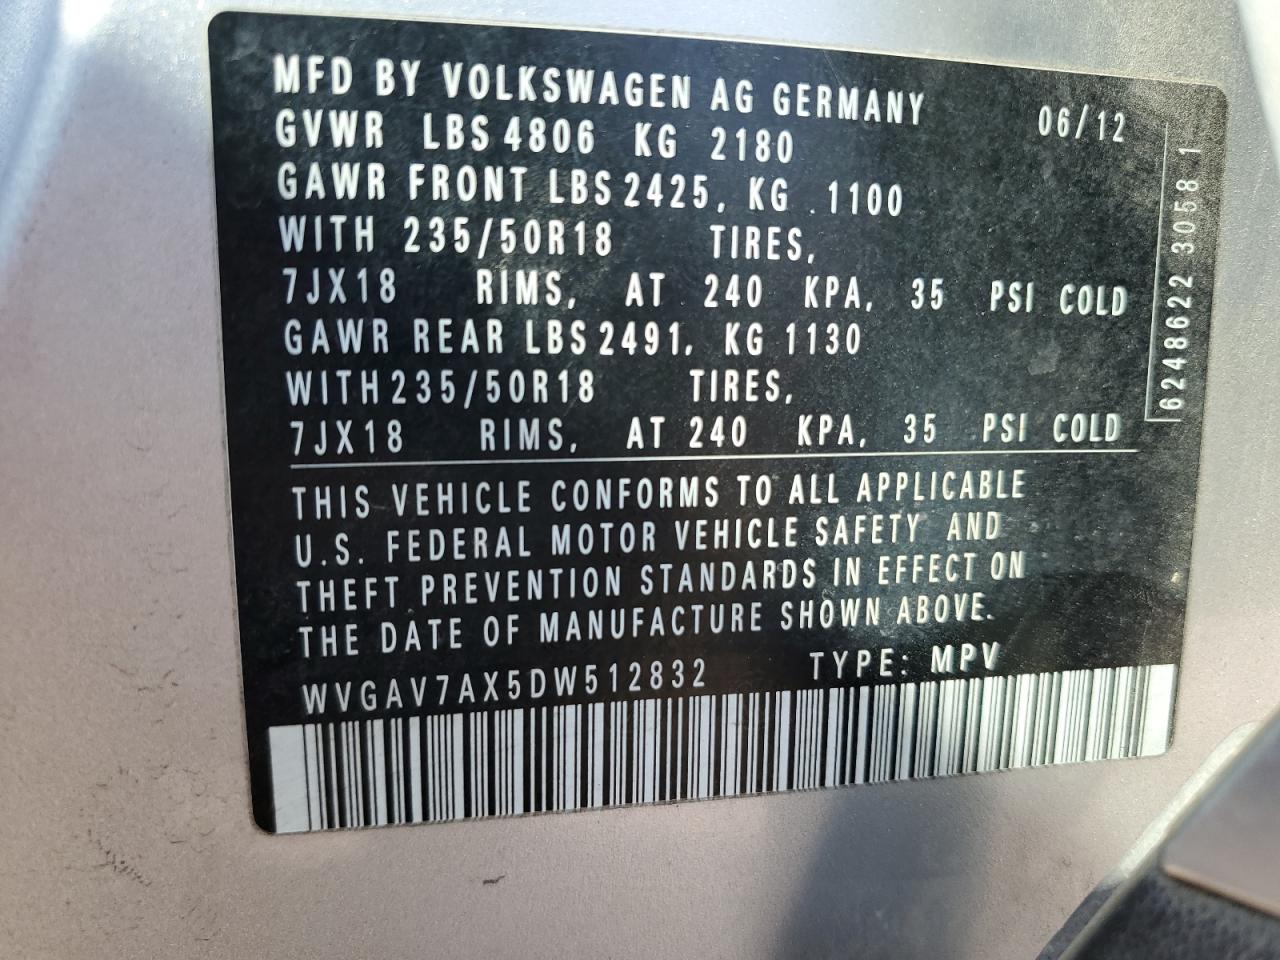 MFD BY VOLKSWAGEN AG GERMANY 06/12
GVWR LBS 4806 KG 2180
GAWR FRONT LBS 2425, KG 1100
WITH 235/50R18 TIRES,
7JX18 RIMS, AT 240 KPA, 35 PSI COLD
GAWR REAR LBS 2491, KG 1130
WITH 235/50R18 TIRES,
7JX18 RIMS, AT 240 KPA, 35 PSI COLD
6248622 3058 1
THIS VEHICLE CONFORMS TO ALL APPLICABLE
U.S. FEDERAL MOTOR VEHICLE SAFETY AND
THEFT PREVENTION STANDARDS IN EFFECT ON
THE DATE OF MANUFACTURE SHOWN ABOVE.
WVGAV7AX5DW512832 TYPE: MPV